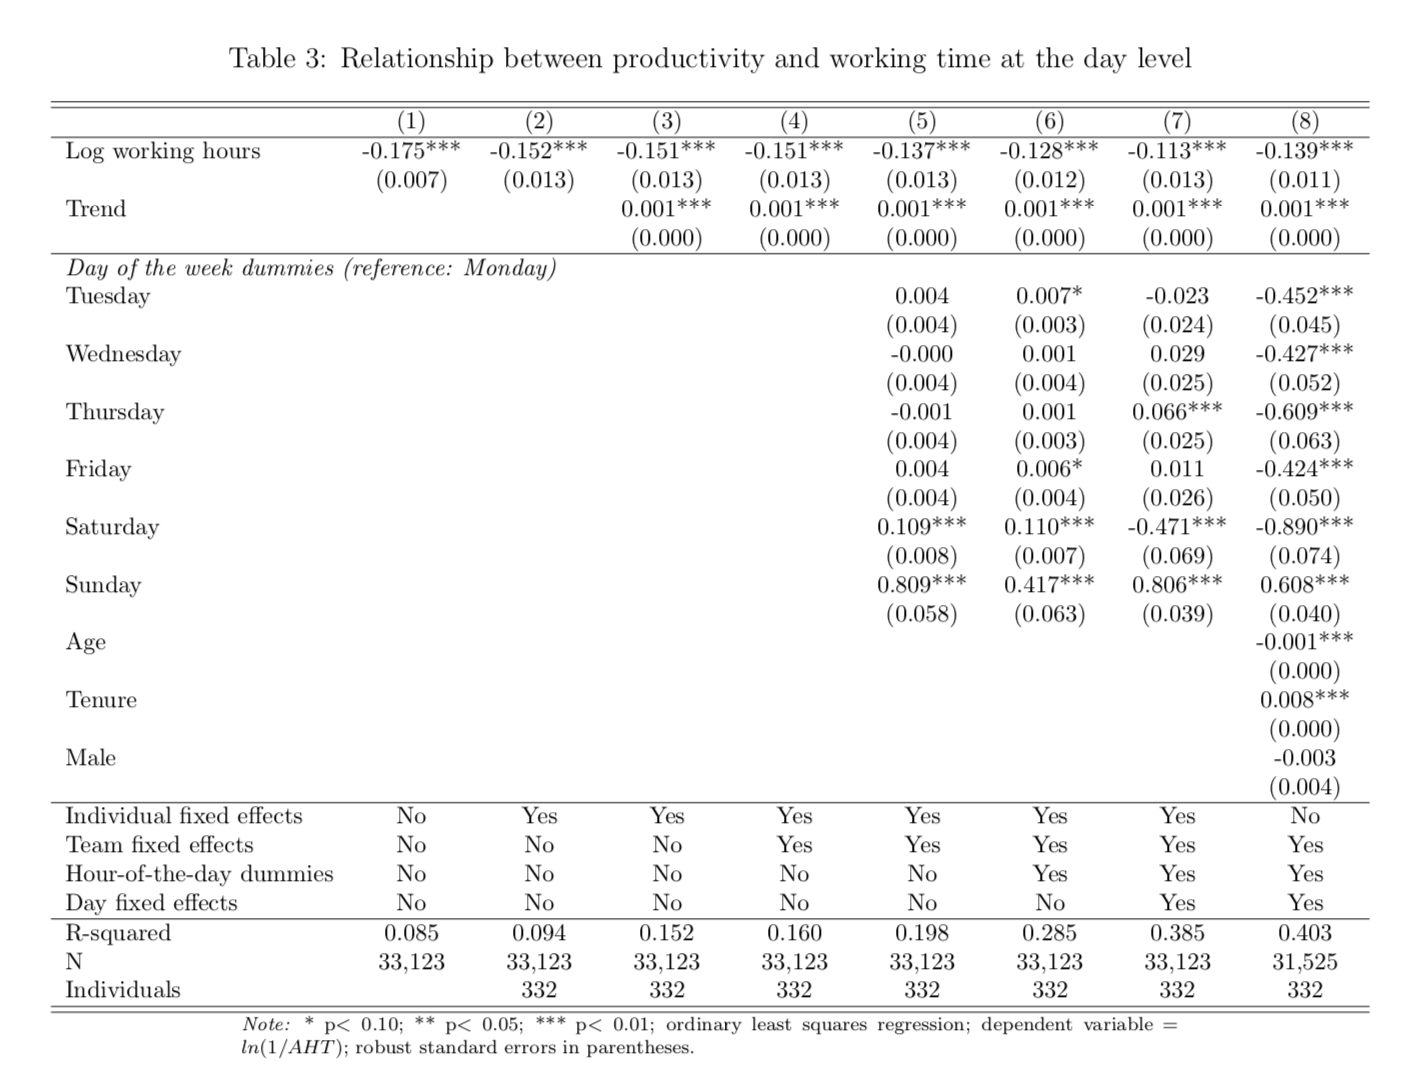 Table 3: Relationship between productivity and working time at the day level
(1) (2) (3) (4) (5) (6) (7) (8)
Log working hours -0.175*** -0.152*** -0.151*** -0.151*** -0.137*** -0.128*** -0.113*** -0.139***
(0.007) (0.013) (0.013) (0.013) (0.013) (0.012) (0.013) (0.011)
Trend 0.001*** 0.001*** 0.001*** 0.001*** 0.001*** 0.001***
(0.000) (0.000) (0.000) (0.000) (0.000) (0.000)
Day of the week dummies (reference: Monday)
Tuesday 0.004 0.007* -0.023 -0.452***
(0.004) (0.003) (0.024) (0.045)
Wednesday -0.000 0.001 0.029 -0.427***
(0.004) (0.004) (0.025) (0.052)
Thursday -0.001 0.001 0.066*** -0.609***
(0.004) (0.003) (0.025) (0.063)
Friday 0.004 0.006* 0.011 -0.424***
(0.004) (0.004) (0.026) (0.050)
Saturday 0.109*** 0.110*** -0.471*** -0.890***
(0.008) (0.007) (0.069) (0.074)
Sunday 0.809*** 0.417*** 0.806*** 0.608***
(0.058) (0.063) (0.039) (0.040)
Age -0.001***
(0.000)
Tenure 0.008***
(0.000)
Male -0.003
(0.004)
Individual fixed effects No Yes Yes Yes Yes Yes Yes No
Team fixed effects No No No Yes Yes Yes Yes Yes
Hour-of-the-day dummies No No No No No Yes Yes Yes
Day fixed effects No No No No No No Yes Yes
R-squared 0.085 0.094 0.152 0.160 0.198 0.285 0.385 0.403
N 33,123 33,123 33,123 33,123 33,123 33,123 33,123 31,525
Individuals 332 332 332 332 332 332 332
Note: * p< 0.10; ** p< 0.05; *** p< 0.01; ordinary least squares regression; dependent variable =
ln(1/AHT); robust standard errors in parentheses.